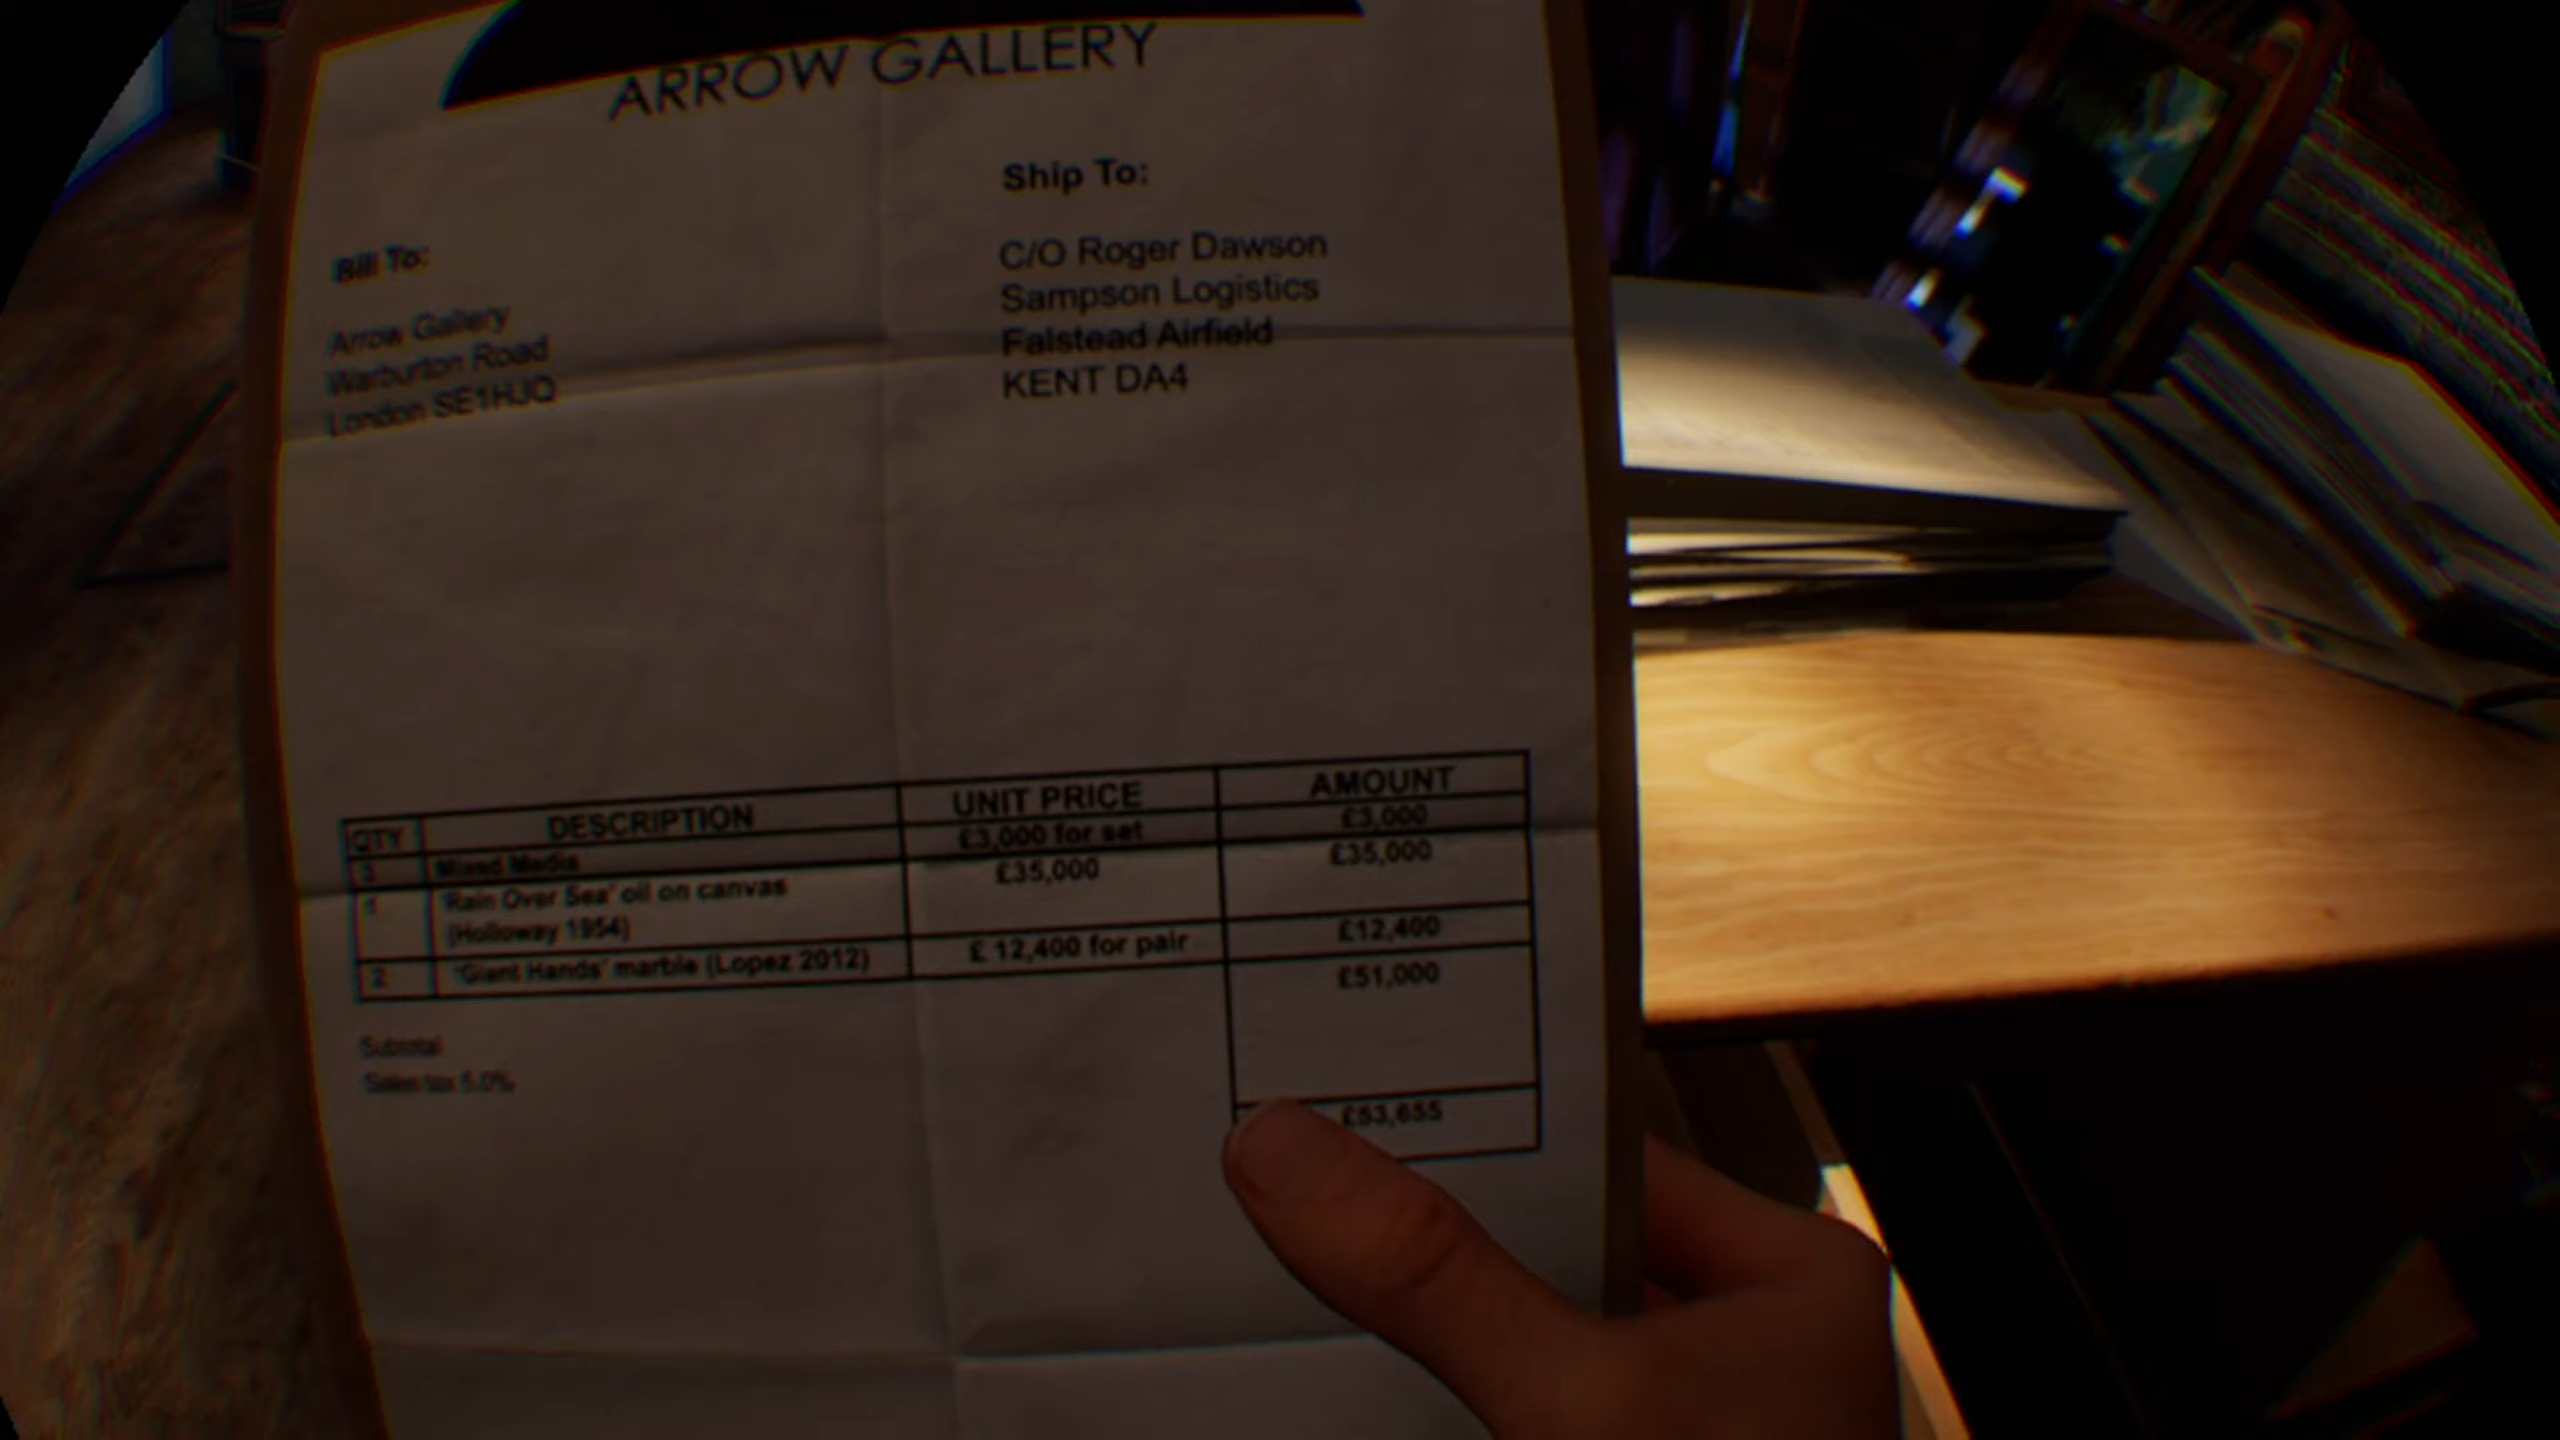 ARROW GALLERY
Ship To:
C/O Roger Dawson
Sampson Logistics
Falstead Airfield
KENT DA4
Bill To:
Arrow Gallery
Warburton Road
London SE1HJQ
QTY DESCRIPTION UNIT PRICE AMOUNT
3 Mixed Media £3,000 for set £3,000
1 'Rain Over Sea' oil on canvas £35,000 £35,000
(Holloway 1954)
2 'Giant Hands' marble (Lopez 2012) £ 12,400 for pair £12,400
£51,000
Subtotal
Sales tax 5.0%
£53,655